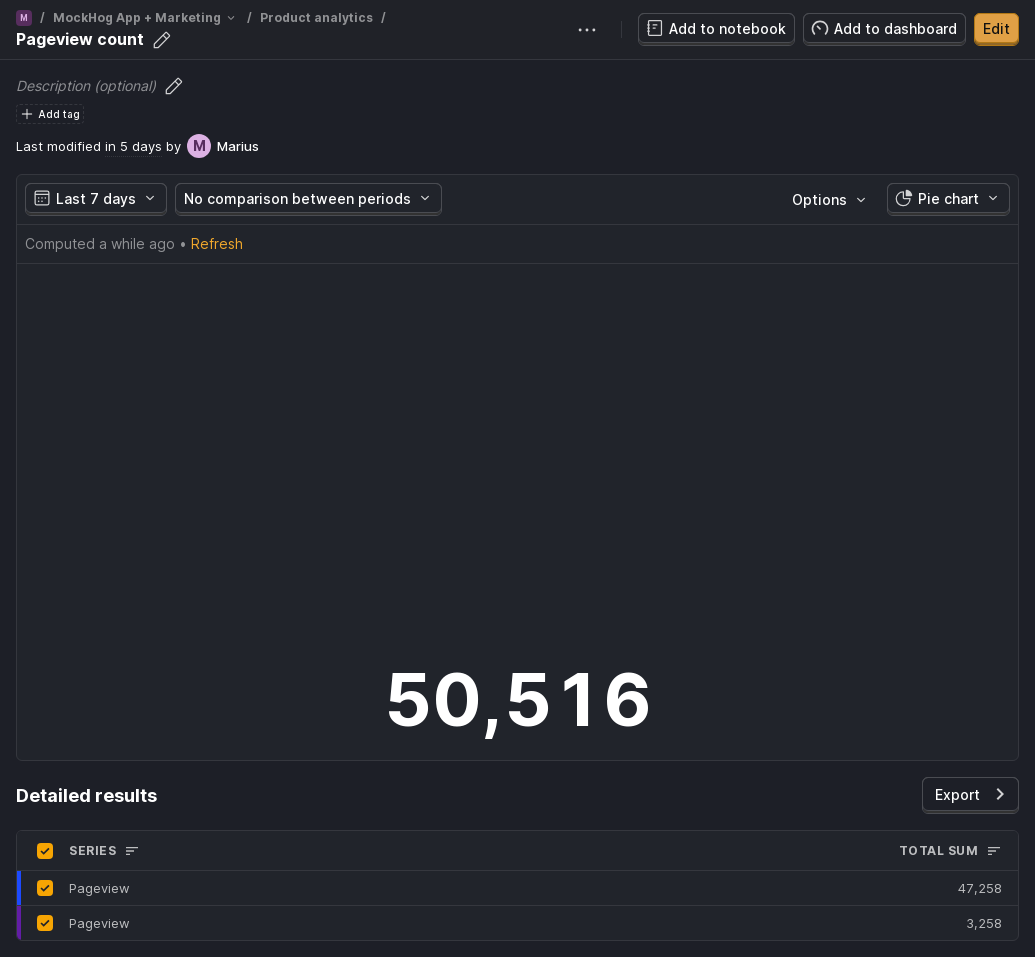 M / MockHog App + Marketing / Product analytics /
Pageview count
Add to notebook
Add to dashboard
Edit
Description (optional)
Add tag
Last modified in 5 days by M Marius
Last 7 days
No comparison between periods
Options
Pie chart
Computed a while ago • Refresh
50,516
Detailed results
Export
SERIES TOTAL SUM
Pageview 47,258
Pageview 3,258